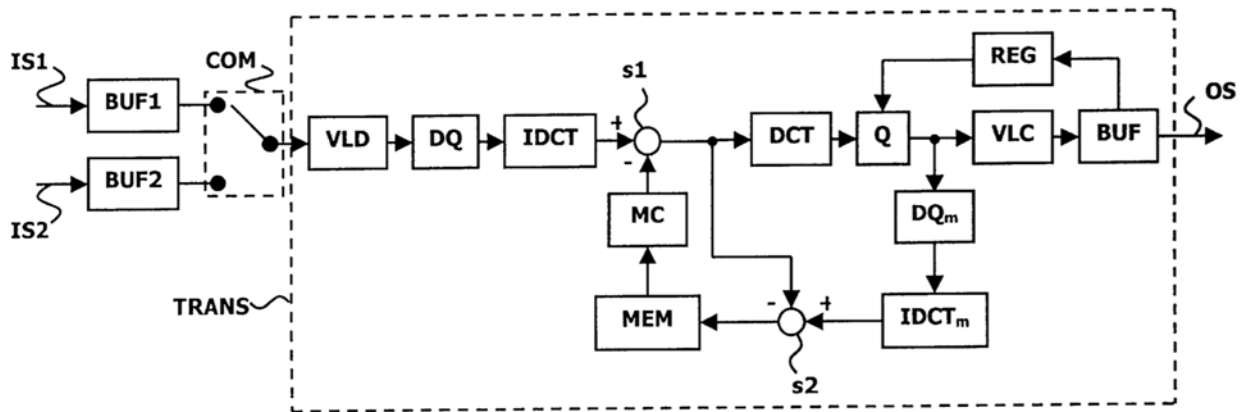 IS1
COM
BUF1
IS2
BUF2
TRANS
VLD
DQ
IDCT
+
s1
-
MC
MEM
DCT
Q
REG
VLC
BUF
OS
DQm
IDCTm
-
+
s2